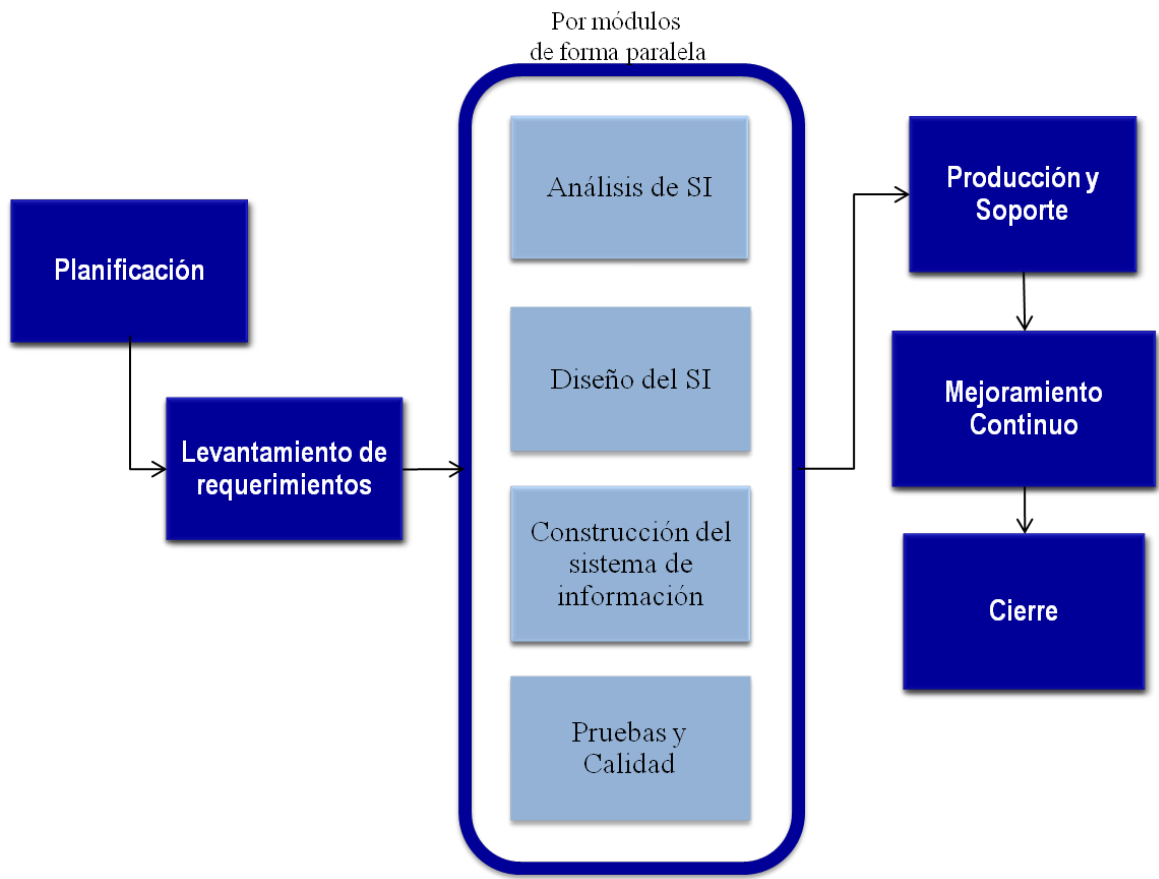 Por módulos
de forma paralela
Planificación
Levantamiento de
requerimientos
Análisis de SI
Diseño del SI
Construcción del
sistema de
información
Pruebas y
Calidad
Producción y
Soporte
Mejoramiento
Continuo
Cierre